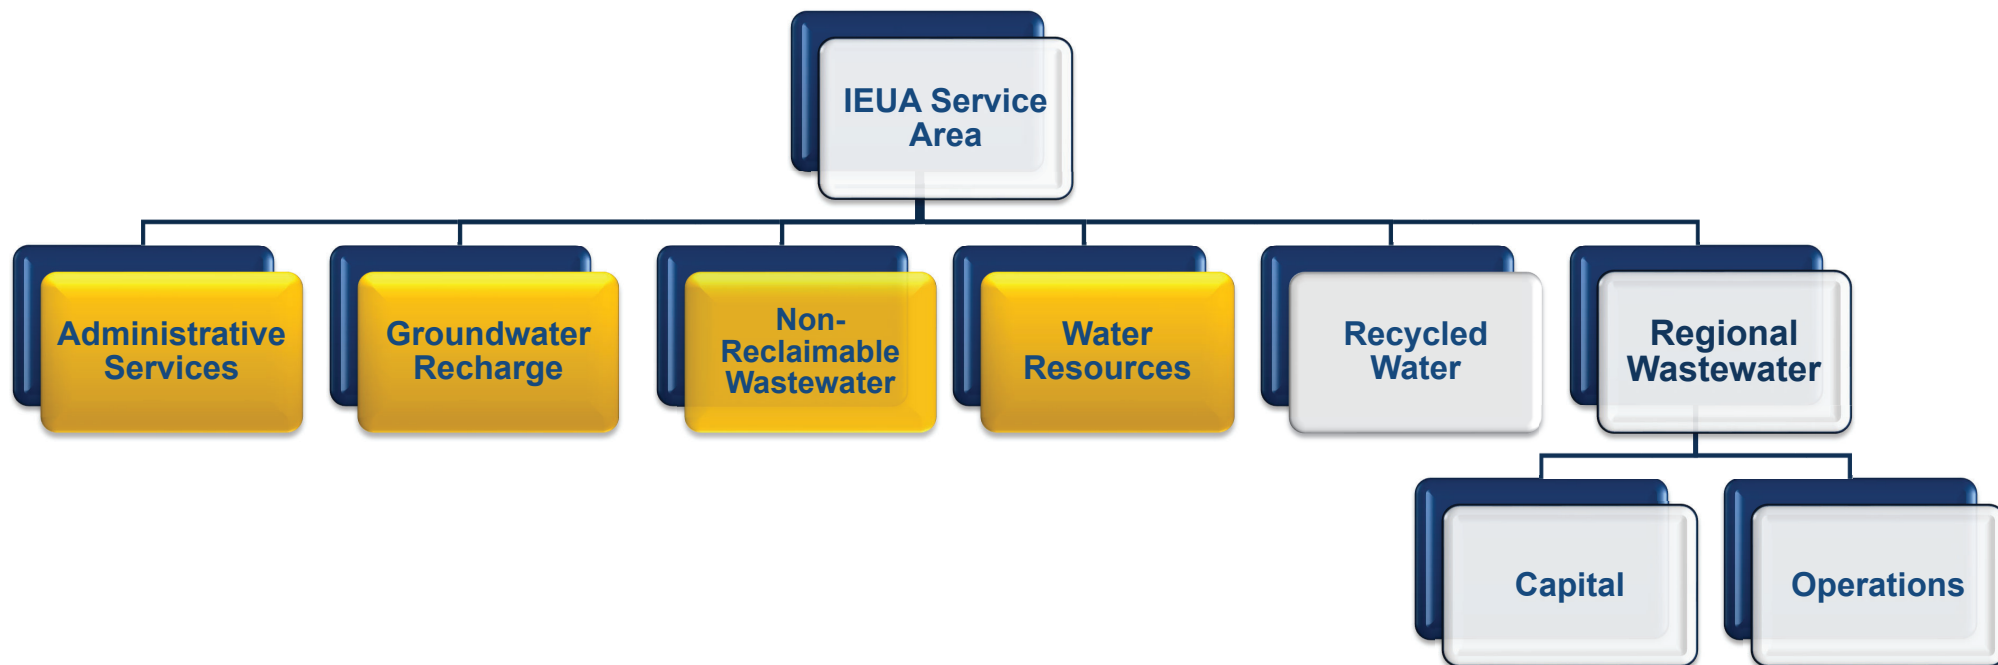 IEUA Service
Area
Administrative
Services
Groundwater
Recharge
Non-
Reclaimable
Wastewater
Water
Resources
Recycled
Water
Regional
Wastewater
Capital
Operations